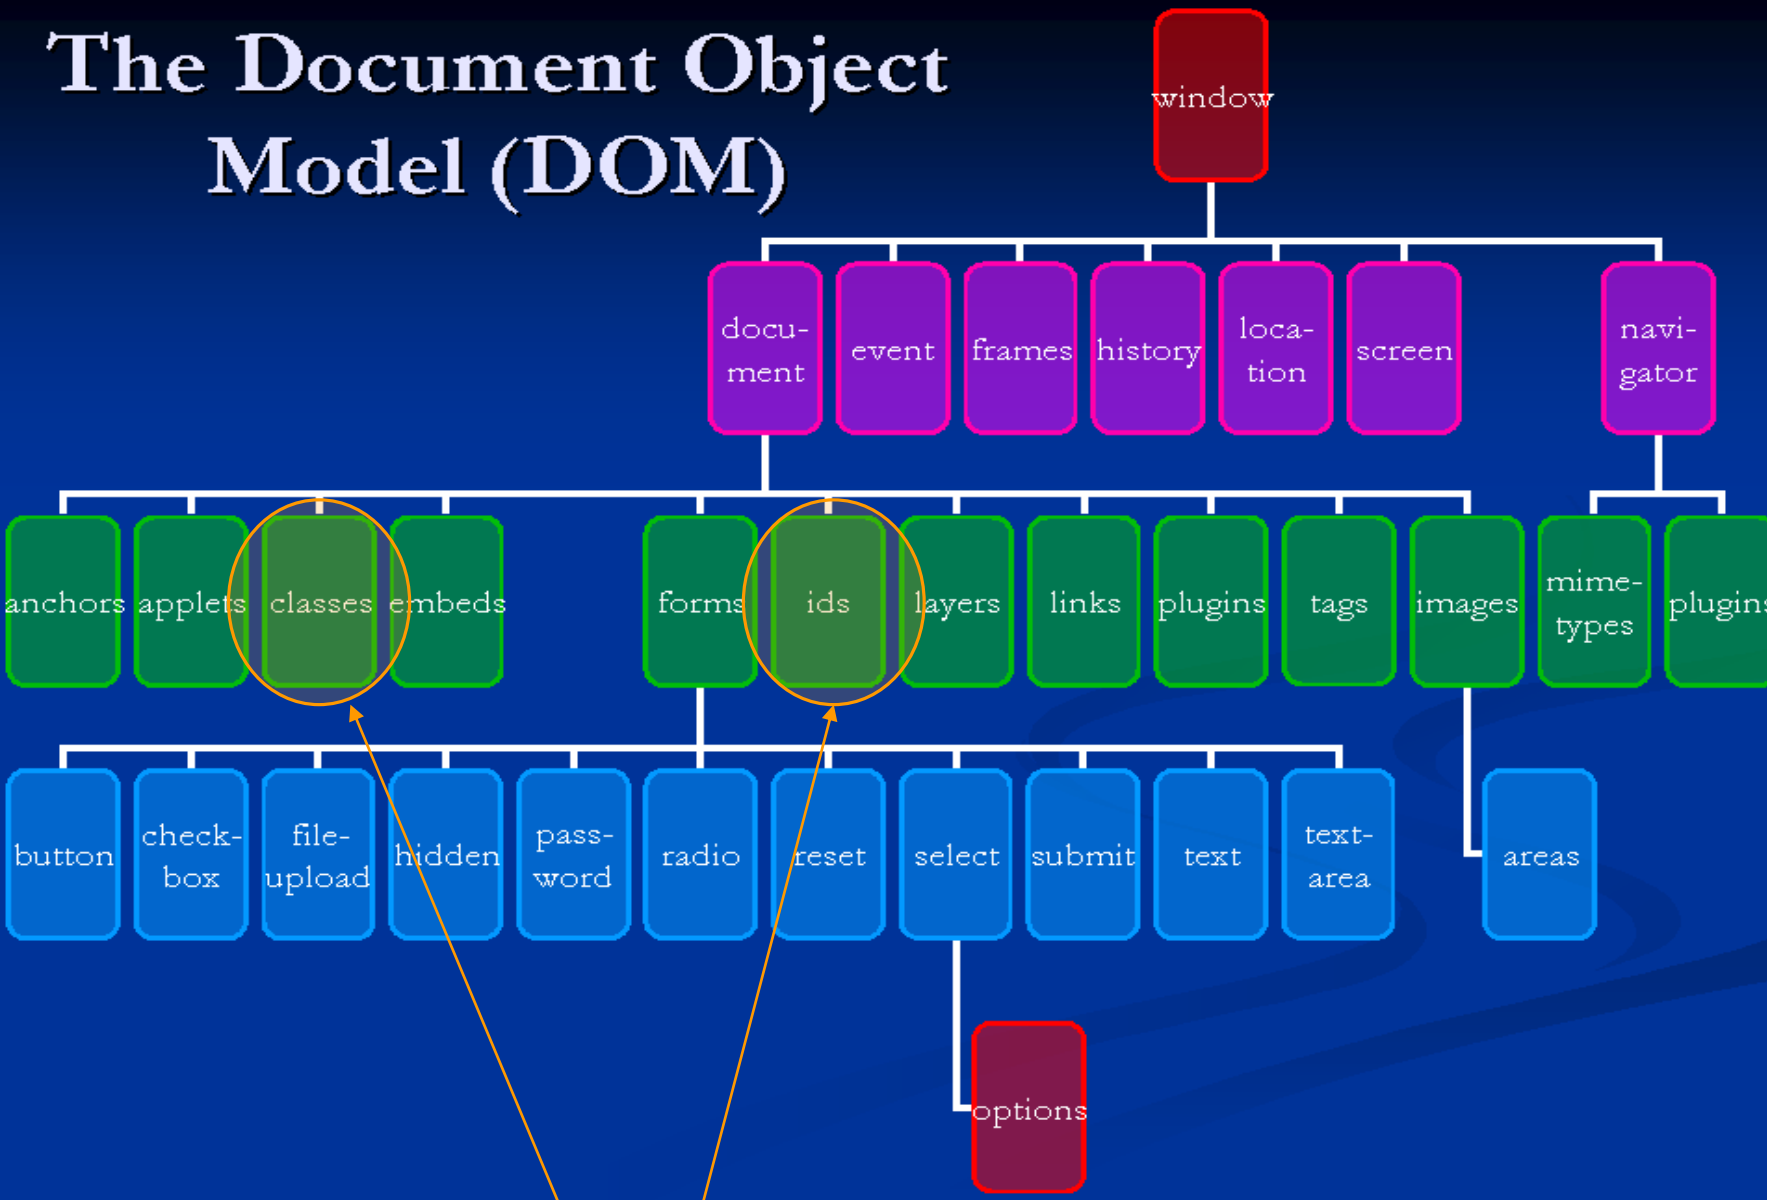 The Document Object
Model (DOM)
window
docu-
ment
event
frames
history
loca-
tion
screen
navi-
gator
anchors
applets
classes
embeds
forms
ids
layers
links
plugins
tags
images
mime-
types
plugins
button
check-
box
file-
upload
hidden
pass-
word
radio
reset
select
submit
text
text-
area
areas
options